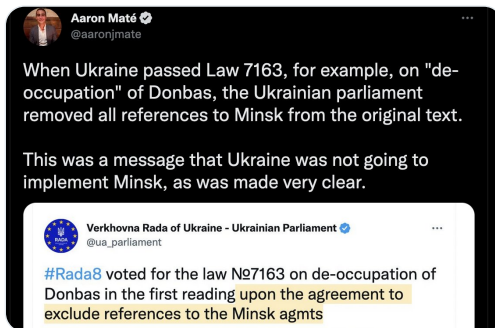 Aaron Maté
@aaronjmate
When Ukraine passed Law 7163, for example, on "de-
occupation" of Donbas, the Ukrainian parliament
removed all references to Minsk from the original text.
This was a message that Ukraine was not going to
implement Minsk, as was made very clear.
RADA
Verkhovna Rada of Ukraine - Ukrainian Parliament
@ua_parliament
#Rada8 voted for the law №7163 on de-occupation of
Donbas in the first reading upon the agreement to
exclude references to the Minsk agmts